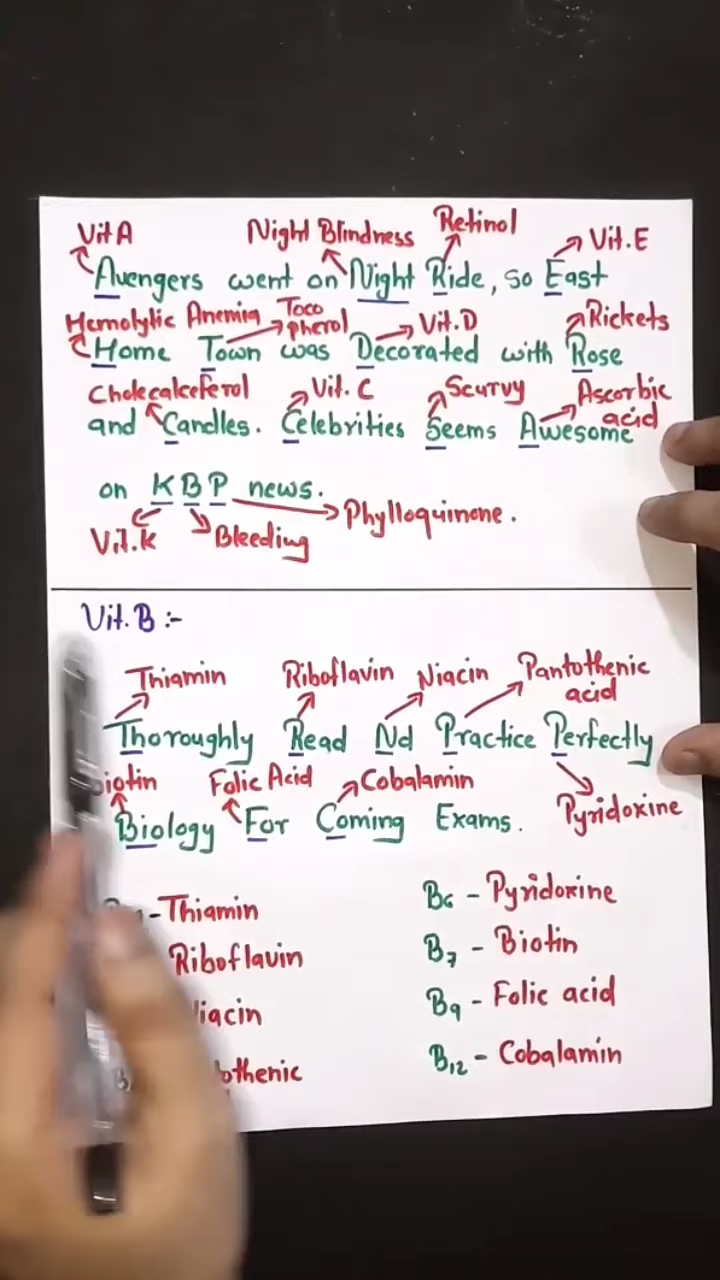 Vit A Night Blindness Retinol Vit. E
Avengers went on Night Ride, so East
Hemolytic Anemia Toco pherol Vit. D Rickets
Home Town was Decorated with Rose
Cholecalceferol Vit. C Scurvy Ascorbic acid
and Candles. Celebrities Seems Awesome
on KBP news.
Vit. K Bleeding Phylloquinone.
Vit. B :-
Thiamin Riboflavin Niacin Pantothenic acid
Thoroughly Read Nd Practice Perfectly
iotin Folic Acid Cobalamin Pyridoxine
Biology For Coming Exams.
-Thiamin
Riboflavin
iacin
othenic
B6 - Pyridoxine
B7 - Biotin
B9 - Folic acid
B12 - Cobalamin